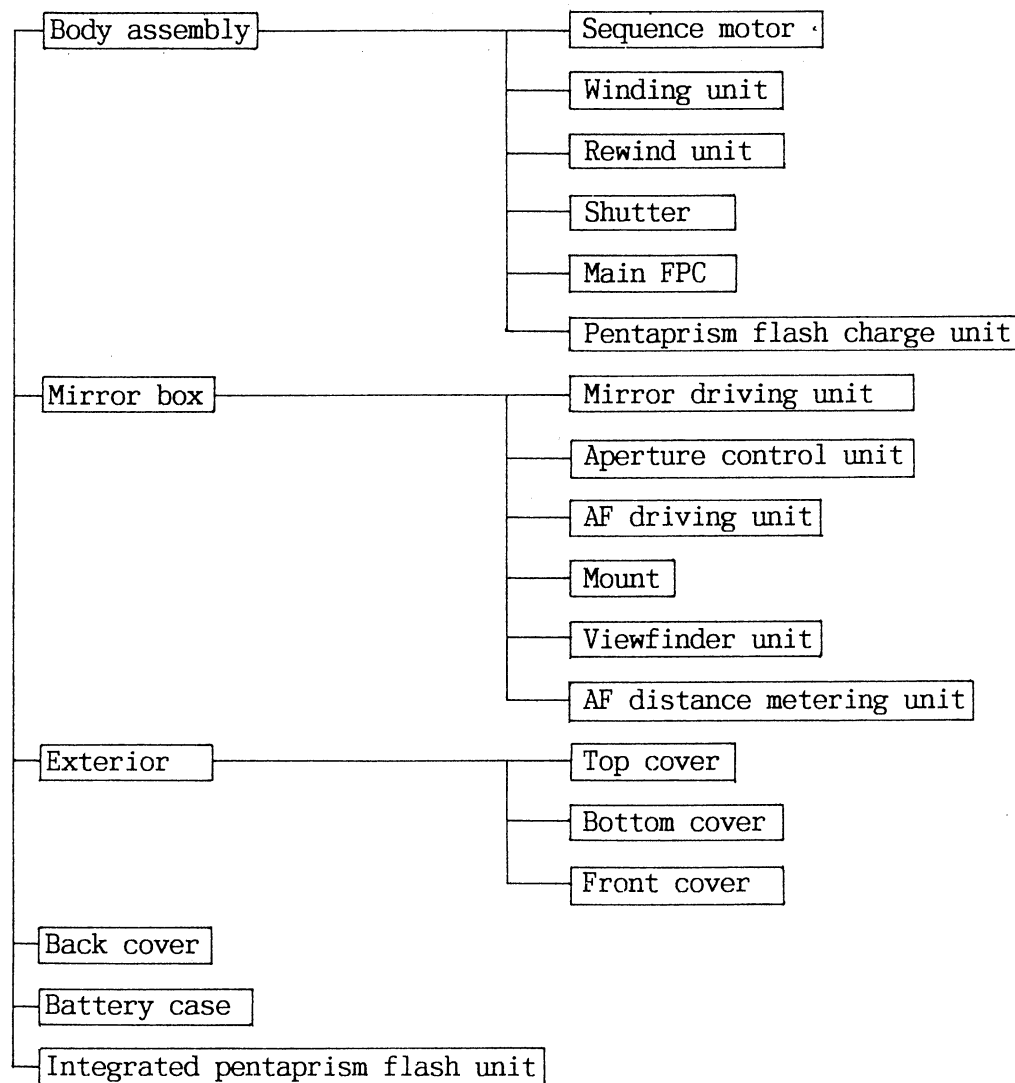 Body assembly
Sequence motor
Winding unit
Rewind unit
Shutter
Main FPC
Pentaprism flash charge unit
Mirror box
Mirror driving unit
Aperture control unit
AF driving unit
Mount
Viewfinder unit
AF distance metering unit
Exterior
Top cover
Bottom cover
Front cover
Back cover
Battery case
Integrated pentaprism flash unit